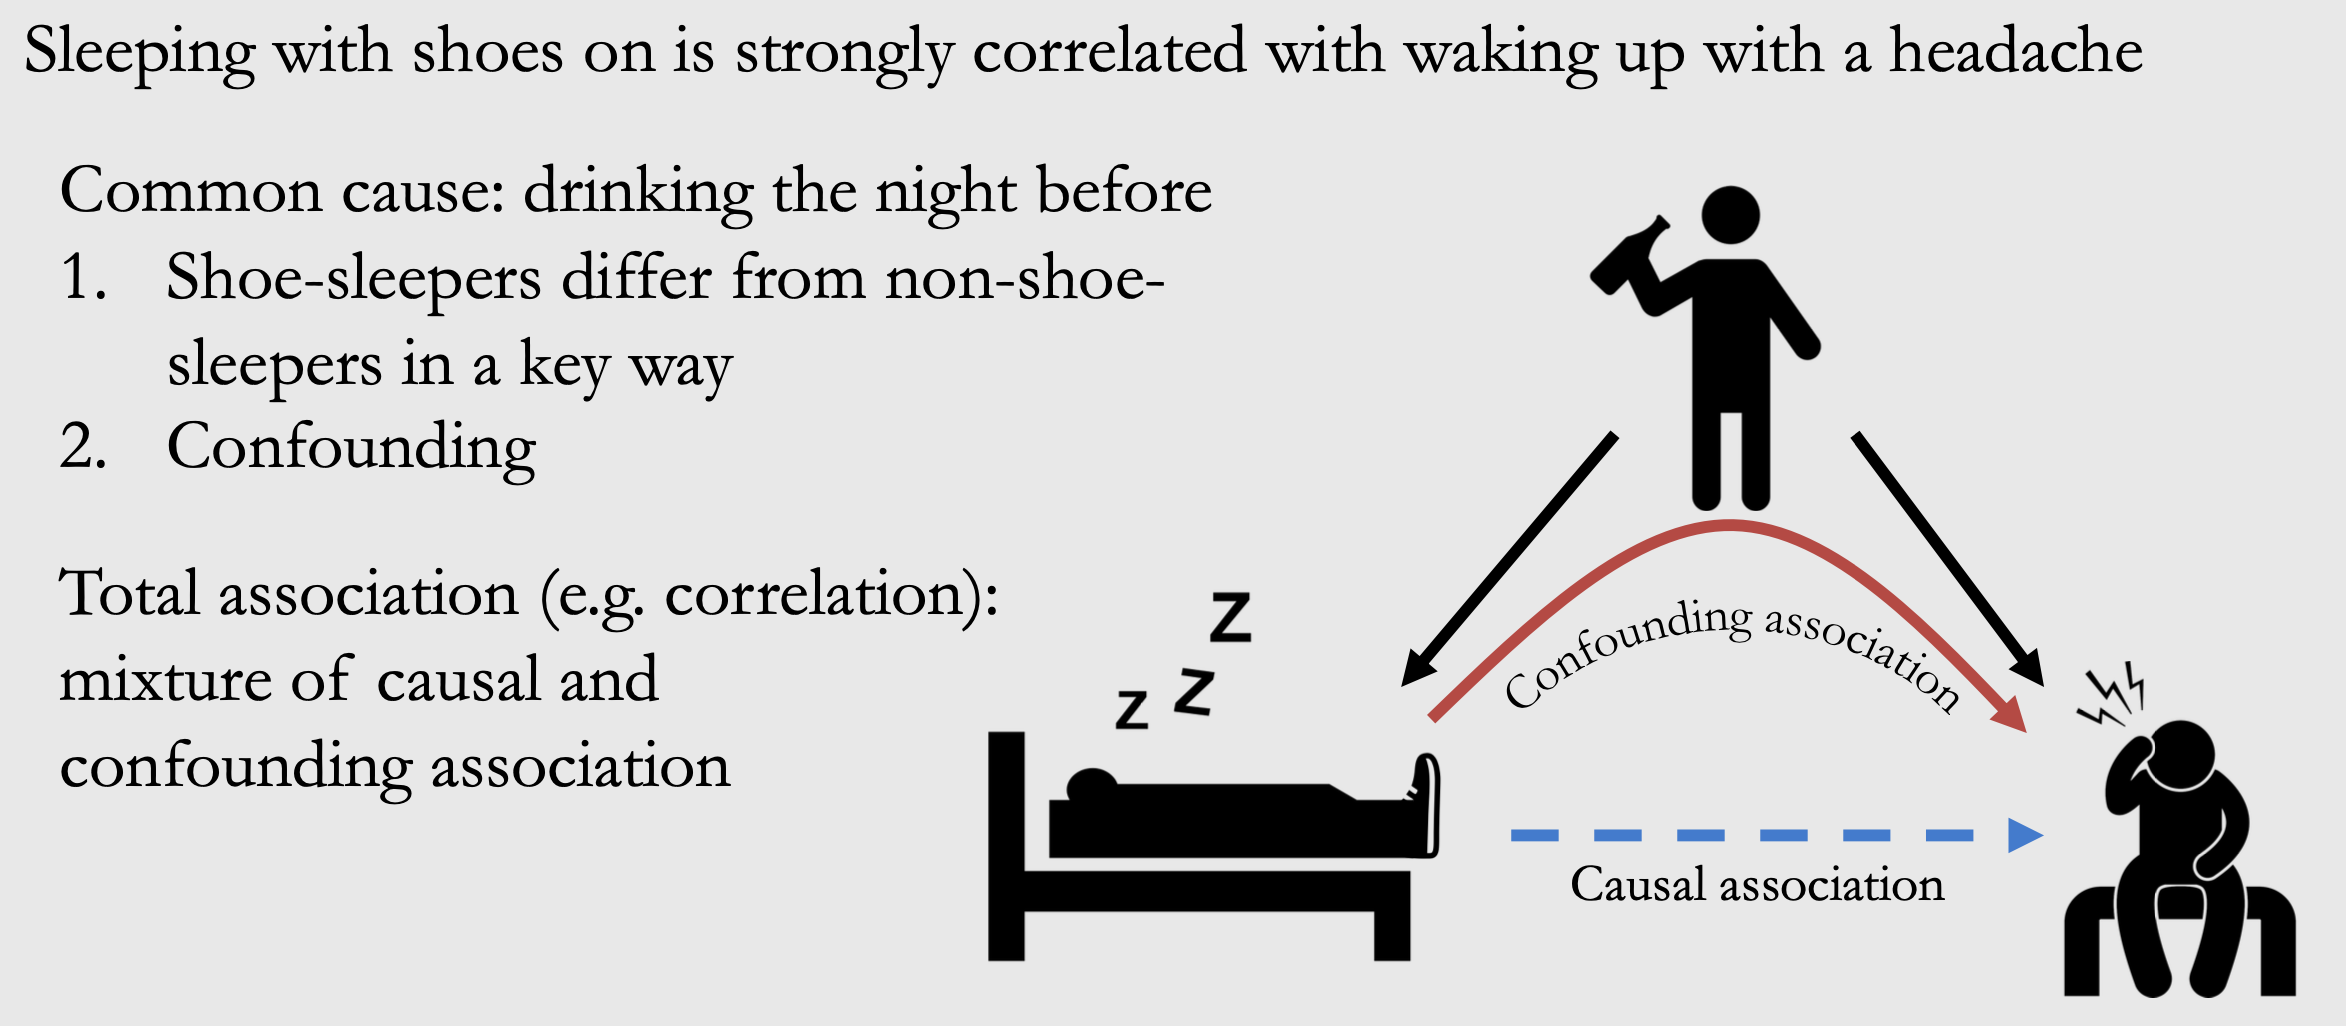 Sleeping with shoes on is strongly correlated with waking up with a headache
Common cause: drinking the night before
1. Shoe-sleepers differ from non-shoe-
sleepers in a key way
2. Confounding
Total association (e.g. correlation):
mixture of causal and
confounding association
z z z
Confounding association
Causal association